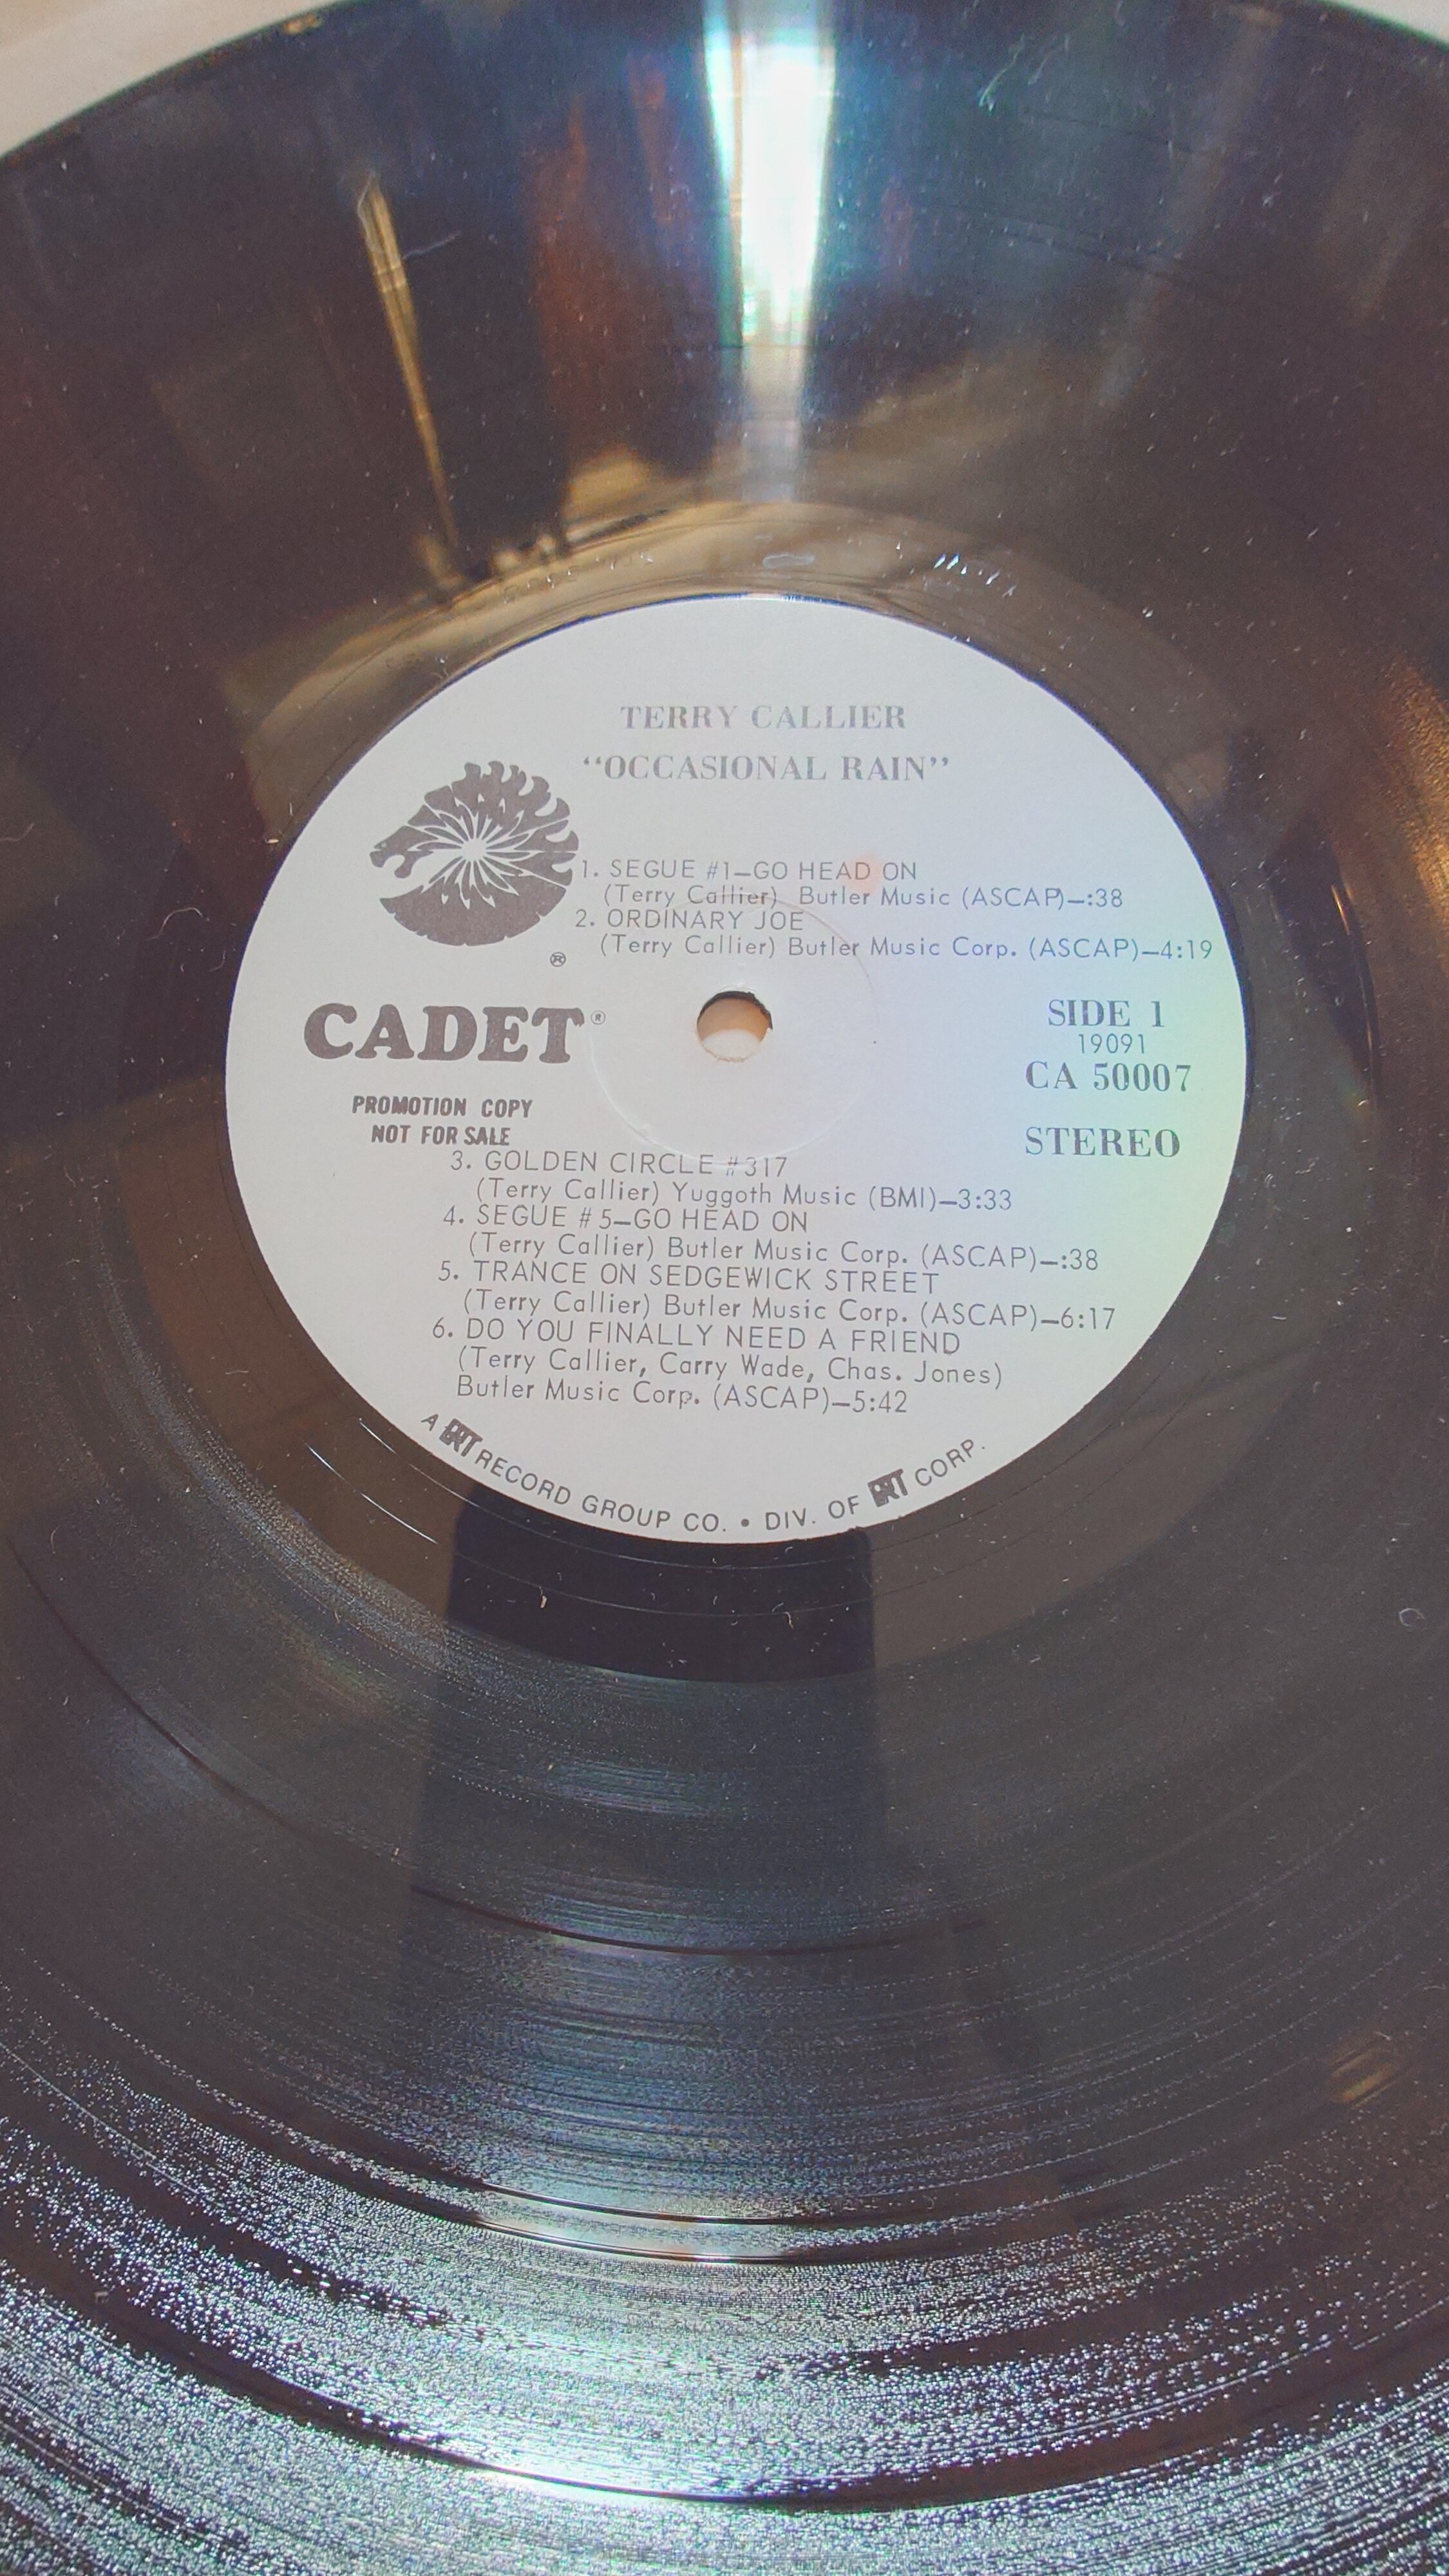 TERRY CALLIER
“OCCASIONAL RAIN”
1. SEGUE #1—GO HEAD ON
(Terry Callier) Butler Music (ASCAP)—:38
2. ORDINARY JOE
(Terry Callier) Butler Music Corp. (ASCAP)—4:19
®
CADET®
SIDE 1
19091
CA 50007
STEREO
PROMOTION COPY
NOT FOR SALE
3. GOLDEN CIRCLE #317
(Terry Callier) Yuggoth Music (BMI)—3:33
4. SEGUE #5—GO HEAD ON
(Terry Callier) Butler Music Corp. (ASCAP)—:38
5. TRANCE ON SEDGEWICK STREET
(Terry Callier) Butler Music Corp. (ASCAP)—6:17
6. DO YOU FINALLY NEED A FRIEND
(Terry Callier, Carry Wade, Chas. Jones)
Butler Music Corp. (ASCAP)—5:42
A GRT RECORD GROUP CO. • DIV. OF GRT CORP.